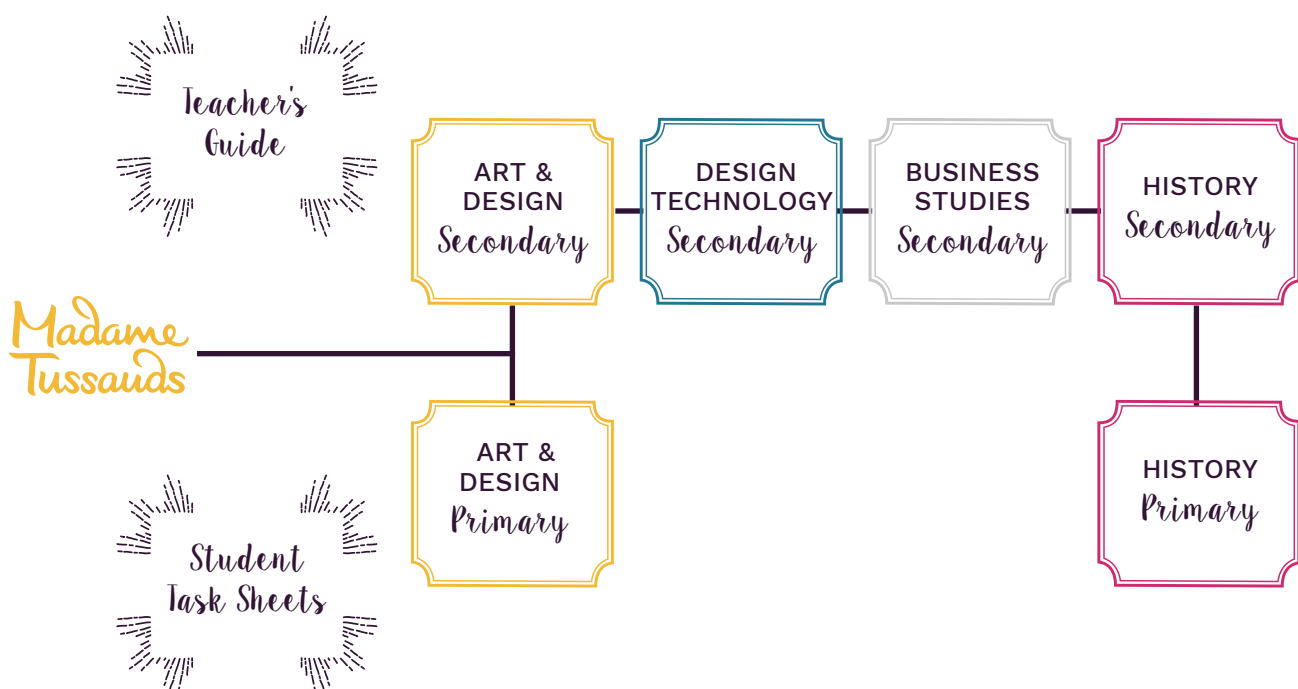 Teacher's
Guide
ART &
DESIGN
Secondary
DESIGN
TECHNOLOGY
Secondary
BUSINESS
STUDIES
Secondary
HISTORY
Secondary
Madame
Tussauds
ART &
DESIGN
Primary
HISTORY
Primary
Student
Task Sheets